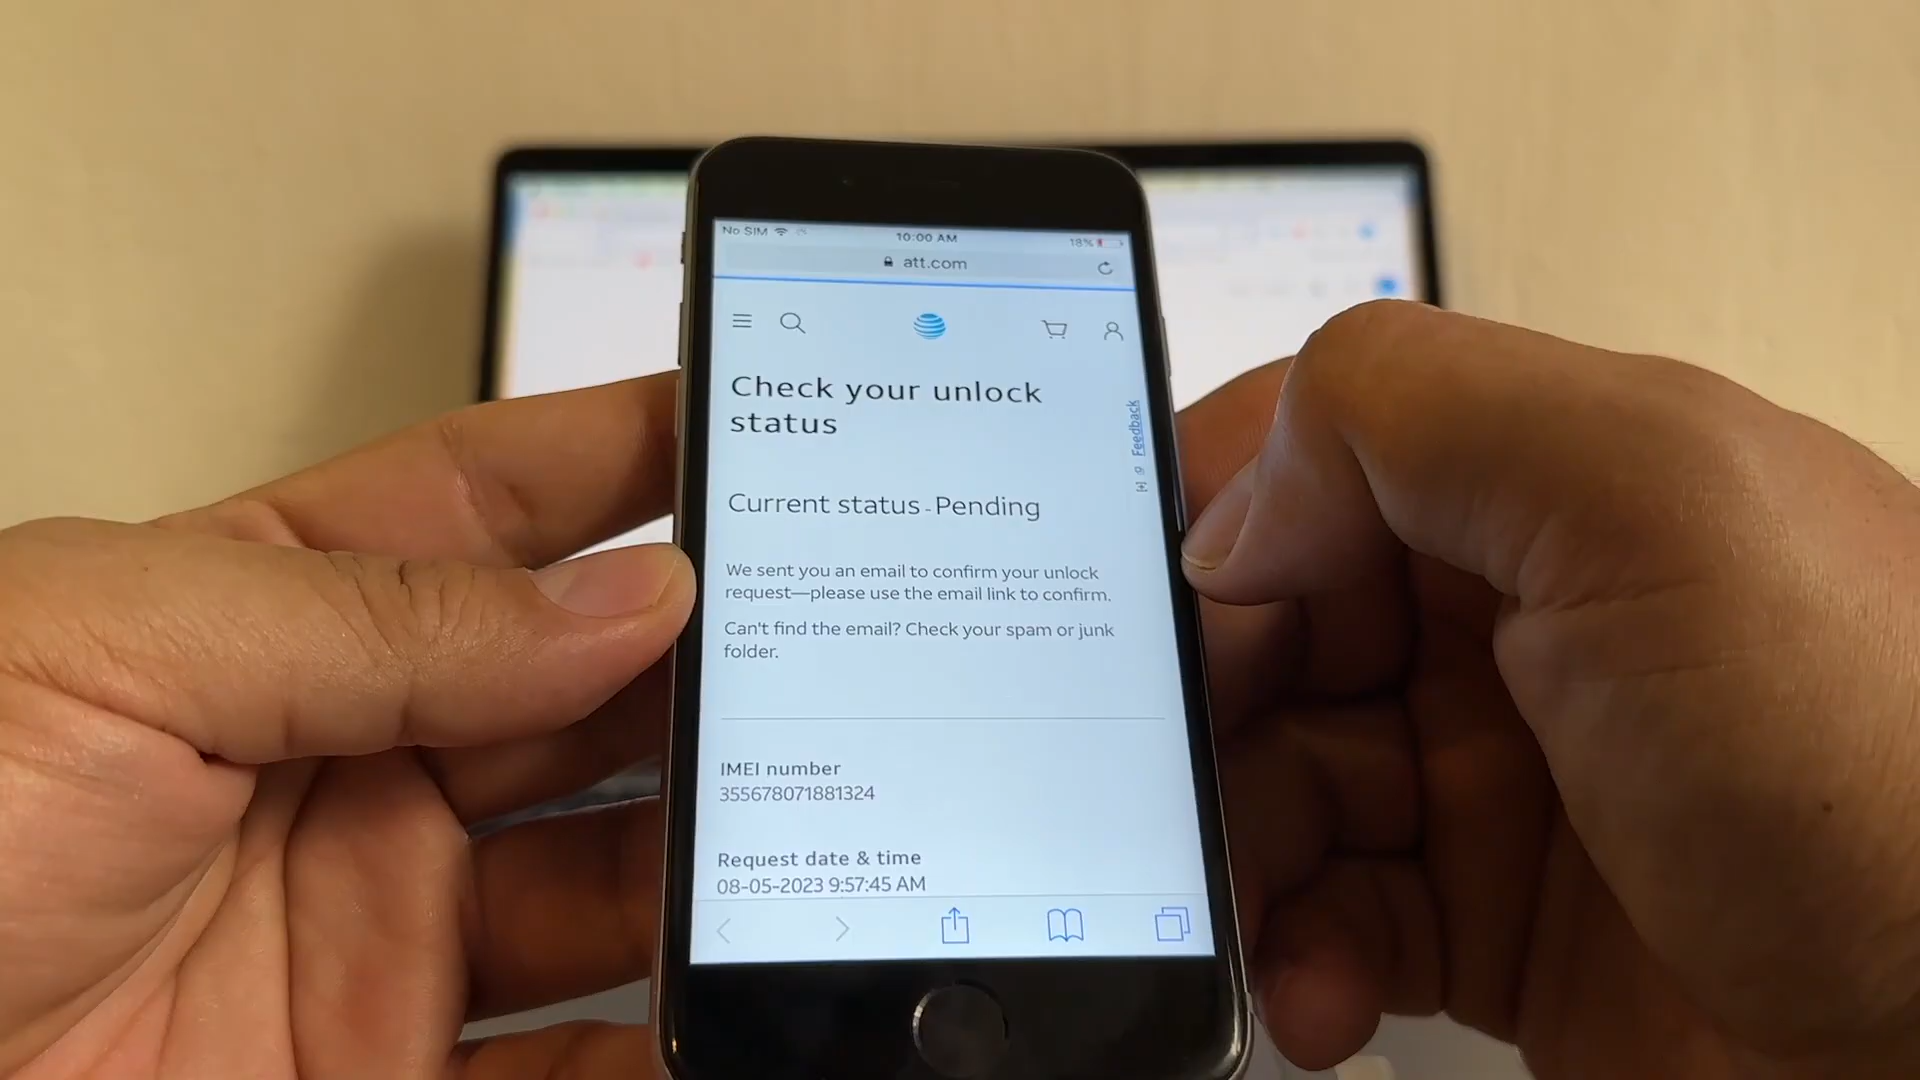 No SIM 10:00 AM 18%
att.com
Check your unlock
status
Feedback
[+]
Current status - Pending
We sent you an email to confirm your unlock
request—please use the email link to confirm.
Can't find the email? Check your spam or junk
folder.
IMEI number
355678071881324
Request date & time
08-05-2023 9:57:45 AM